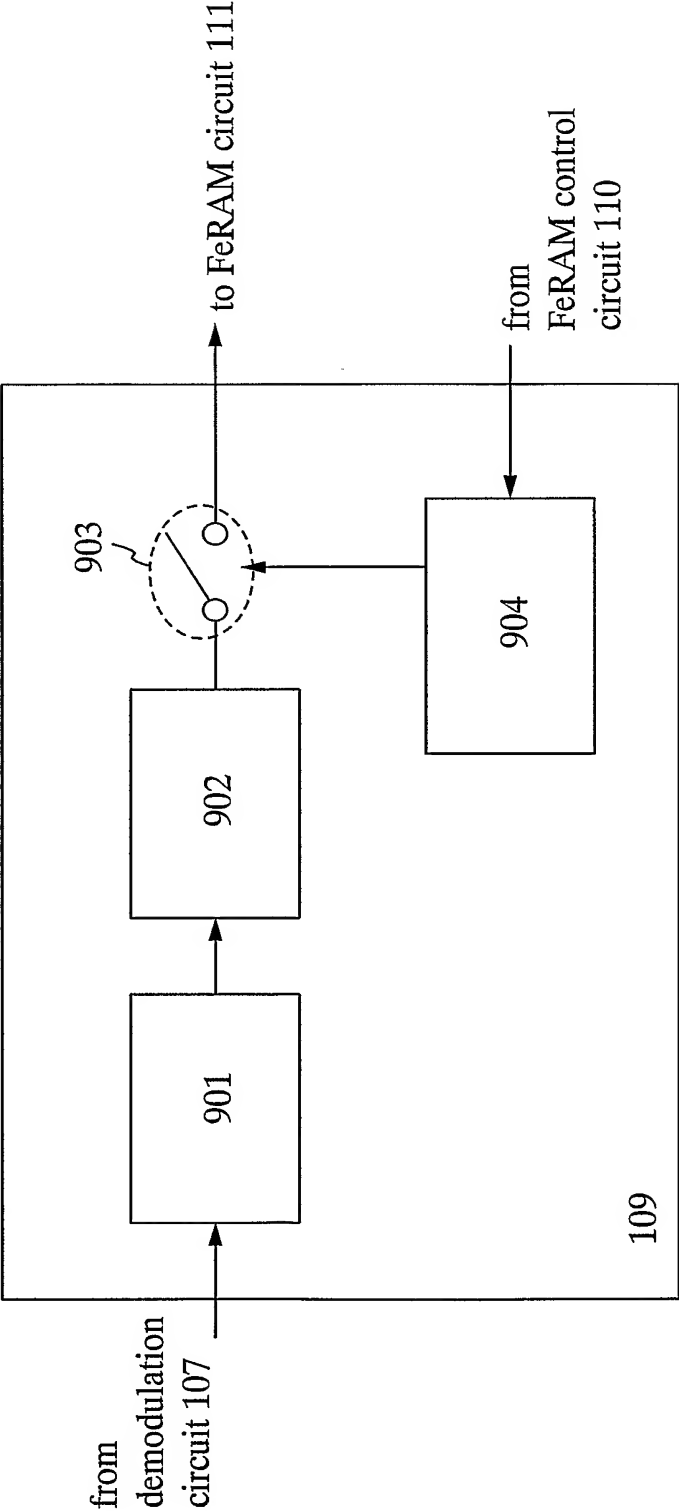 from
demodulation
circuit 107
901
902
903
to FeRAM circuit 111
904
from
FeRAM control
circuit 110
109